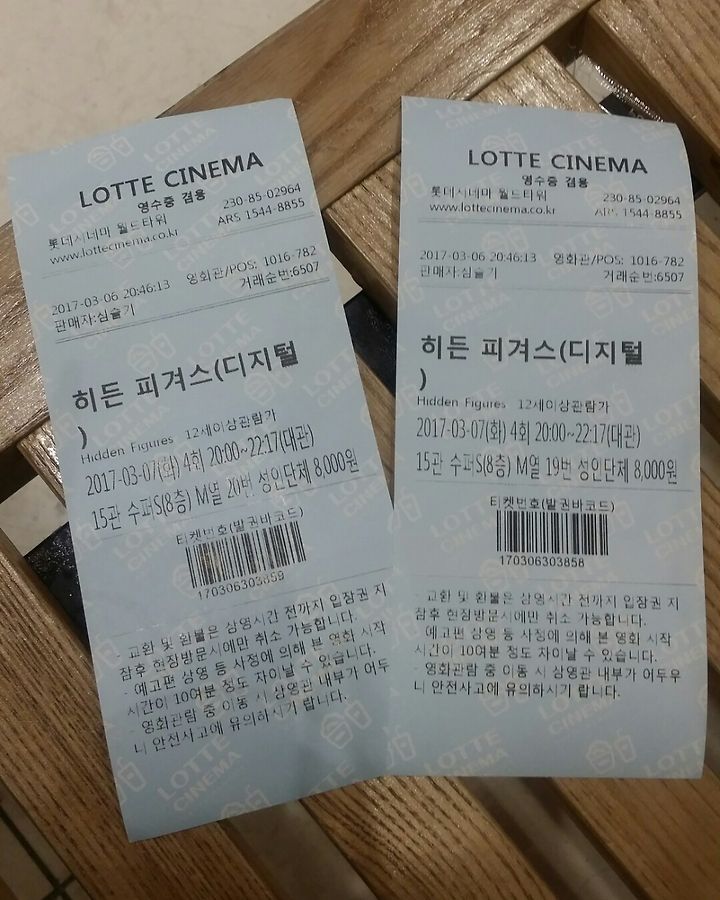 LOTTE CINEMA
영수증 겸용
롯데시네마 월드타워 230-85-02964
www.lottecinema.co.kr ARS 1544-8855
2017-03-06 20:46:13 영화관/POS: 1016-782
판매자:심슬기 거래순번:6507
히든 피겨스(디지털
)
Hidden Figures 12세이상관람가
2017-03-07(화) 4회 20:00~22:17(대관)
15관 수퍼S(8층) M열 20번 성인단체 8,000원
티켓번호(발권바코드)
170306303859
- 교환 및 환불은 상영시간 전까지 입장권 지
참후 현장방문시에만 취소 가능합니다.
- 예고편 상영 등 사정에 의해 본 영화 시작
시간이 10여분 정도 차이날 수 있습니다.
- 영화관람 중 이동 시 상영관 내부가 어두우
니 안전사고에 유의하시기 랍니다.
LOTTE CINEMA
영수증 겸용
롯데시네마 월드타워 230-85-02964
www.lottecinema.co.kr ARS 1544-8855
2017-03-06 20:46:13 영화관/POS: 1016-782
판매자:심슬기 거래순번:6507
히든 피겨스(디지털
)
Hidden Figures 12세이상관람가
2017-03-07(화) 4회 20:00~22:17(대관)
15관 수퍼S(8층) M열 19번 성인단체 8,000원
티켓번호(발권바코드)
170306303858
- 교환 및 환불은 상영시간 전까지 입장권 지
참후 현장방문시에만 취소 가능합니다.
- 예고편 상영 등 사정에 의해 본 영화 시작
시간이 10여분 정도 차이날 수 있습니다.
- 영화관람 중 이동 시 상영관 내부가 어두우
니 안전사고에 유의하시기 랍니다.